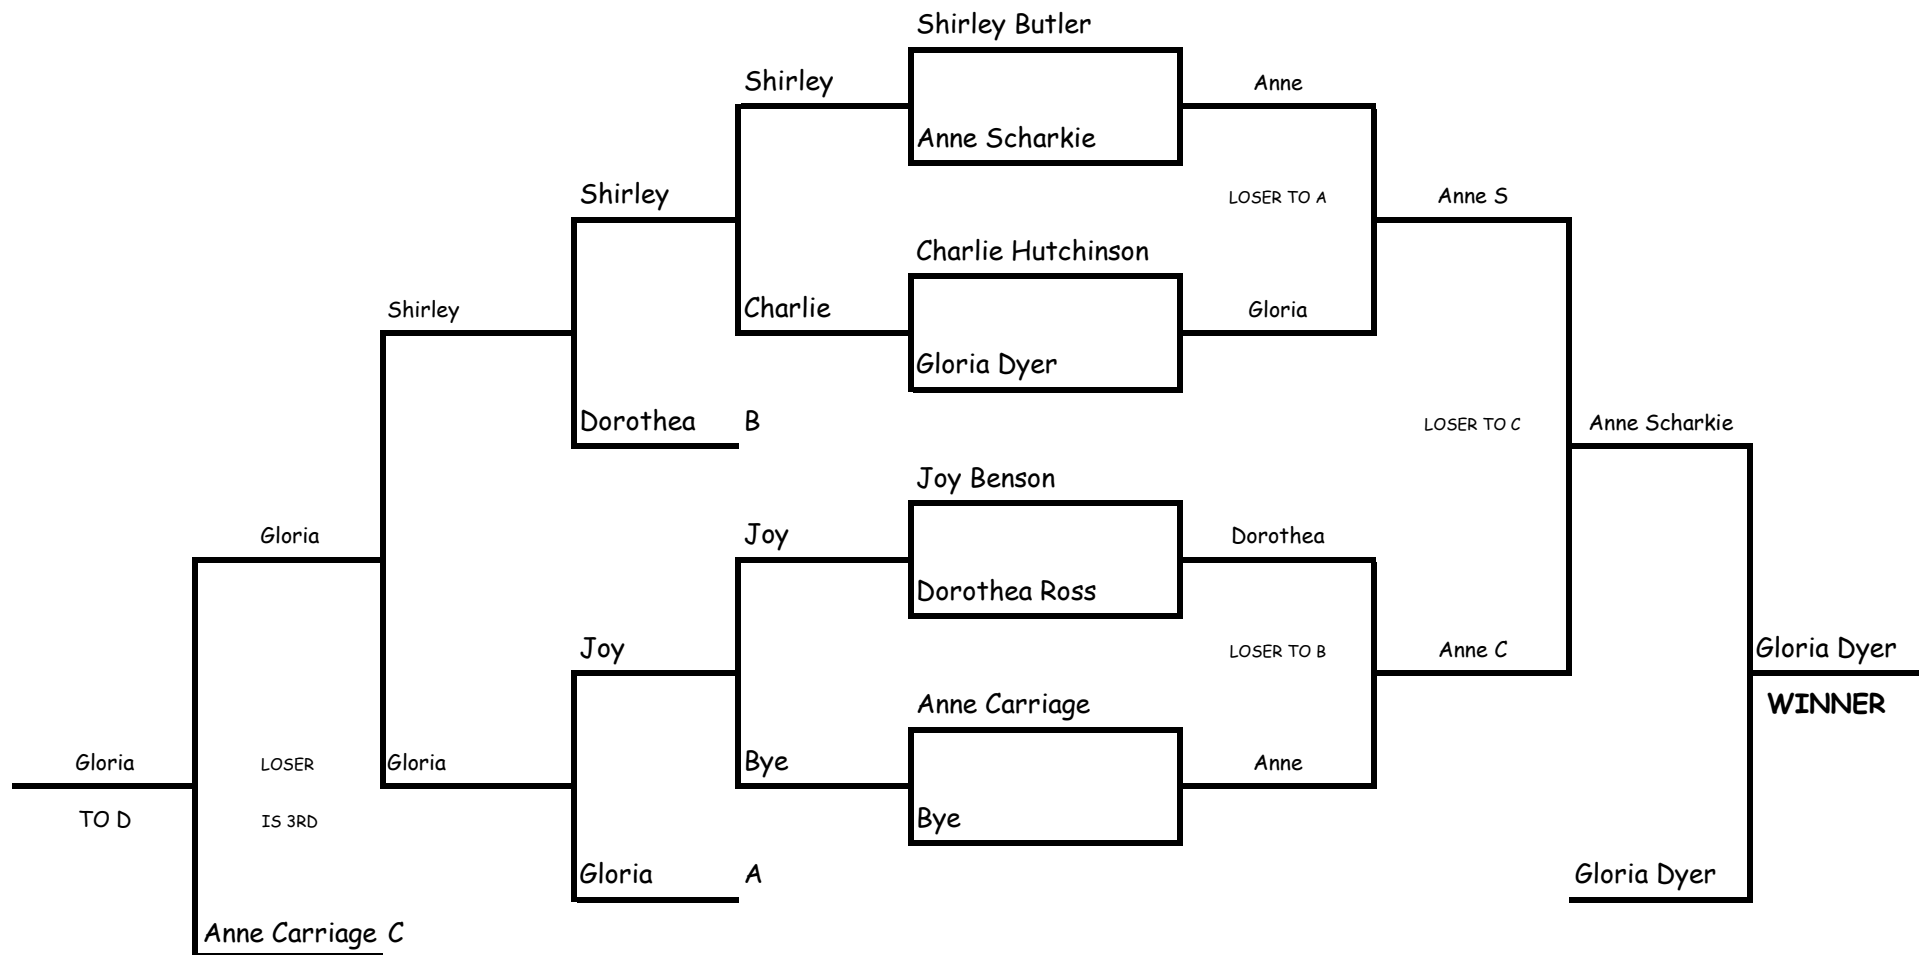 Shirley Butler
Shirley
Anne
Anne Scharkie
Shirley
LOSER TO A
Anne S
Charlie Hutchinson
Shirley
Charlie
Gloria
Gloria Dyer
Dorothea B
LOSER TO C
Anne Scharkie
Joy Benson
Gloria
Joy
Dorothea
Dorothea Ross
Joy
LOSER TO B
Anne C
Gloria Dyer
Anne Carriage
WINNER
Gloria
LOSER
Gloria
Bye
Anne
TO D
IS 3RD
Bye
Gloria A
Gloria Dyer
Anne Carriage C